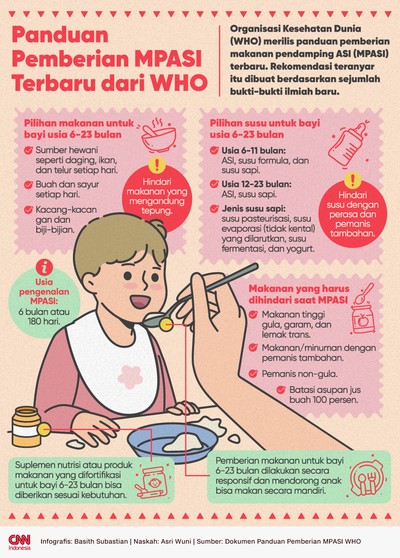 Panduan
Pemberian MPASI
Terbaru dari WHO
Organisasi Kesehatan Dunia
(WHO) merilis panduan pemberian
makanan pendamping ASI (MPASI)
terbaru. Rekomendasi teranyar
itu dibuat berdasarkan sejumlah
bukti-bukti ilmiah baru.
Pilihan makanan untuk
bayi usia 6-23 bulan
Sumber hewani
seperti daging, ikan,
dan telur setiap hari.
Buah dan sayur
setiap hari.
Kacang-kacan
gan dan
biji-bijian.
!
Hindari
makanan yang
mengandung
tepung.
Pilihan susu untuk bayi
usia 6-23 bulan
Usia 6-11 bulan:
ASI, susu formula, dan
susu sapi.
Usia 12-23 bulan:
ASI, susu sapi.
Jenis susu sapi:
susu pasteurisasi, susu
evaporasi (tidak kental)
yang dilarutkan, susu
fermentasi, dan yogurt.
!
Hindari
susu dengan
perasa dan
pemanis
tambahan.
i
Usia
pengenalan
MPASI:
6 bulan atau
180 hari.
Makanan yang harus
dihindari saat MPASI
Makanan tinggi
gula, garam, dan
lemak trans.
Makanan/minuman dengan
pemanis tambahan.
Pemanis non-gula.
Batasi asupan jus
buah 100 persen.
Suplemen nutrisi atau produk
makanan yang difortifikasi
untuk bayi 6-23 bulan bisa
diberikan sesuai kebutuhan.
Pemberian makanan untuk bayi
6-23 bulan dilakukan secara
responsif dan mendorong anak
bisa makan secara mandiri.
CNN
Indonesia
Infografis: Basith Subastian | Naskah: Asri Wuni | Sumber: Dokumen Panduan Pemberian MPASI WHO